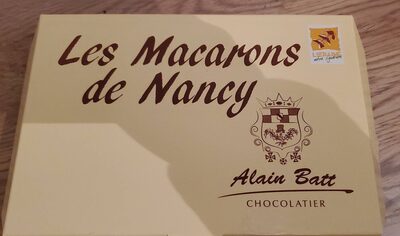 Les Macarons
de Nancy
Alain Batt
CHOCOLATIER